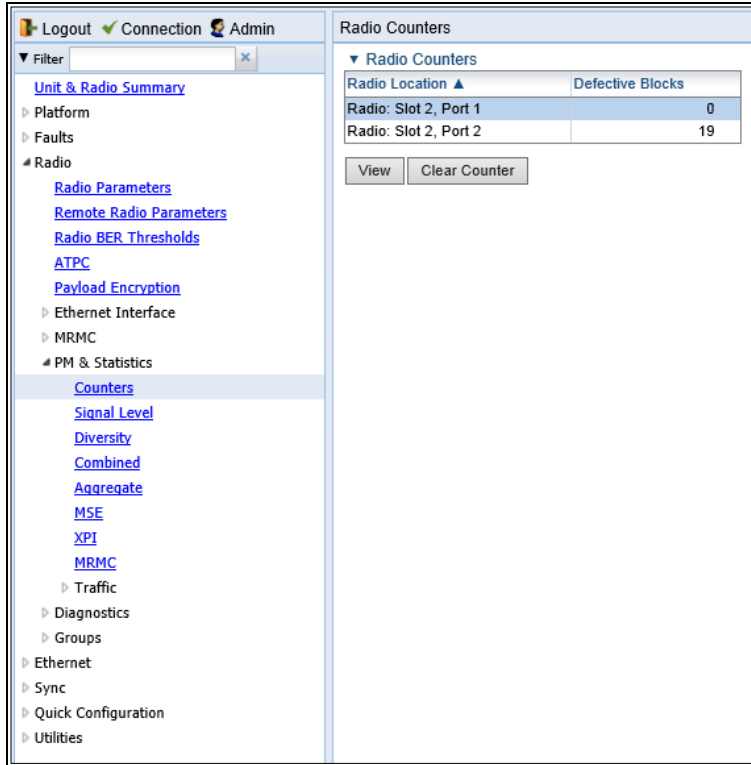 Logout Connection Admin
Filter
Unit & Radio Summary
Platform
Faults
Radio
Radio Parameters
Remote Radio Parameters
Radio BER Thresholds
ATPC
Payload Encryption
Ethernet Interface
MRMC
PM & Statistics
Counters
Signal Level
Diversity
Combined
Aggregate
MSE
XPI
MRMC
Traffic
Diagnostics
Groups
Ethernet
Sync
Quick Configuration
Utilities
Radio Counters
Radio Counters
Radio Location ▲ Defective Blocks
Radio: Slot 2, Port 1 0
Radio: Slot 2, Port 2 19
View Clear Counter